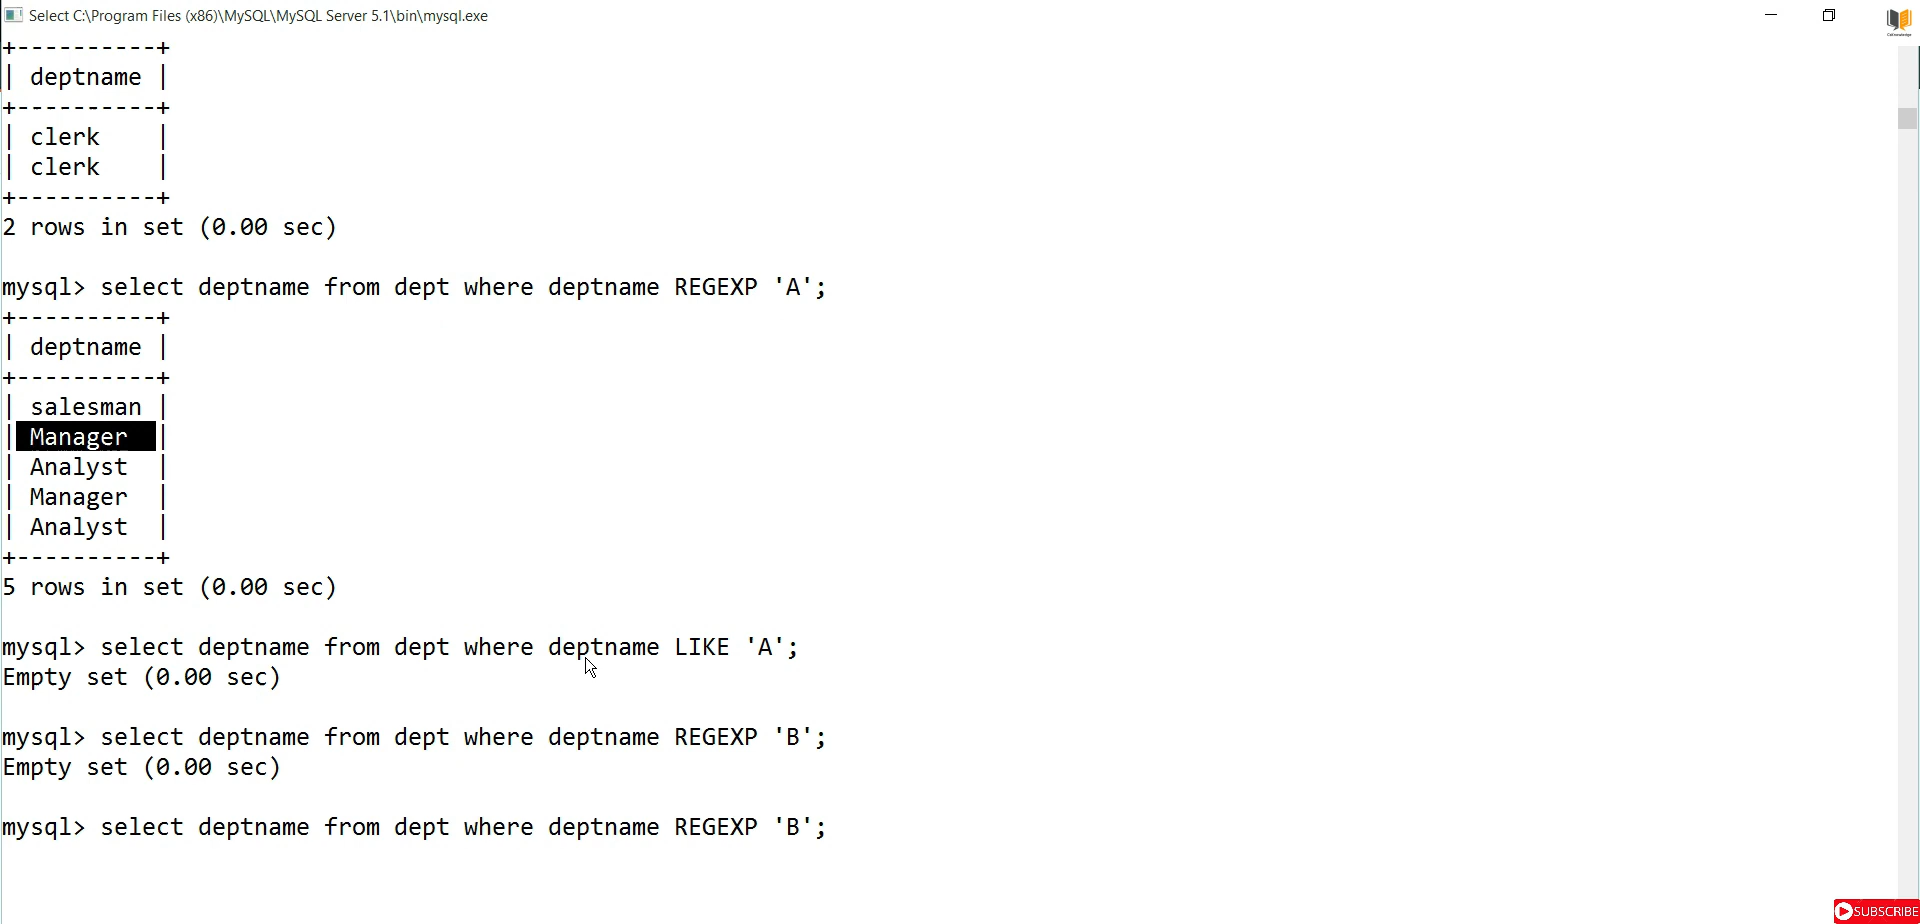 Select C:\Program Files (x86)\MySQL\MySQL Server 5.1\bin\mysql.exe
+----------+
| deptname |
+----------+
| clerk    |
| clerk    |
+----------+
2 rows in set (0.00 sec)
mysql> select deptname from dept where deptname REGEXP 'A';
+----------+
| deptname |
+----------+
| salesman |
| Manager  |
| Analyst  |
| Manager  |
| Analyst  |
+----------+
5 rows in set (0.00 sec)
mysql> select deptname from dept where deptname LIKE 'A';
Empty set (0.00 sec)
mysql> select deptname from dept where deptname REGEXP 'B';
Empty set (0.00 sec)
mysql> select deptname from dept where deptname REGEXP 'B';
SUBSCRIBE